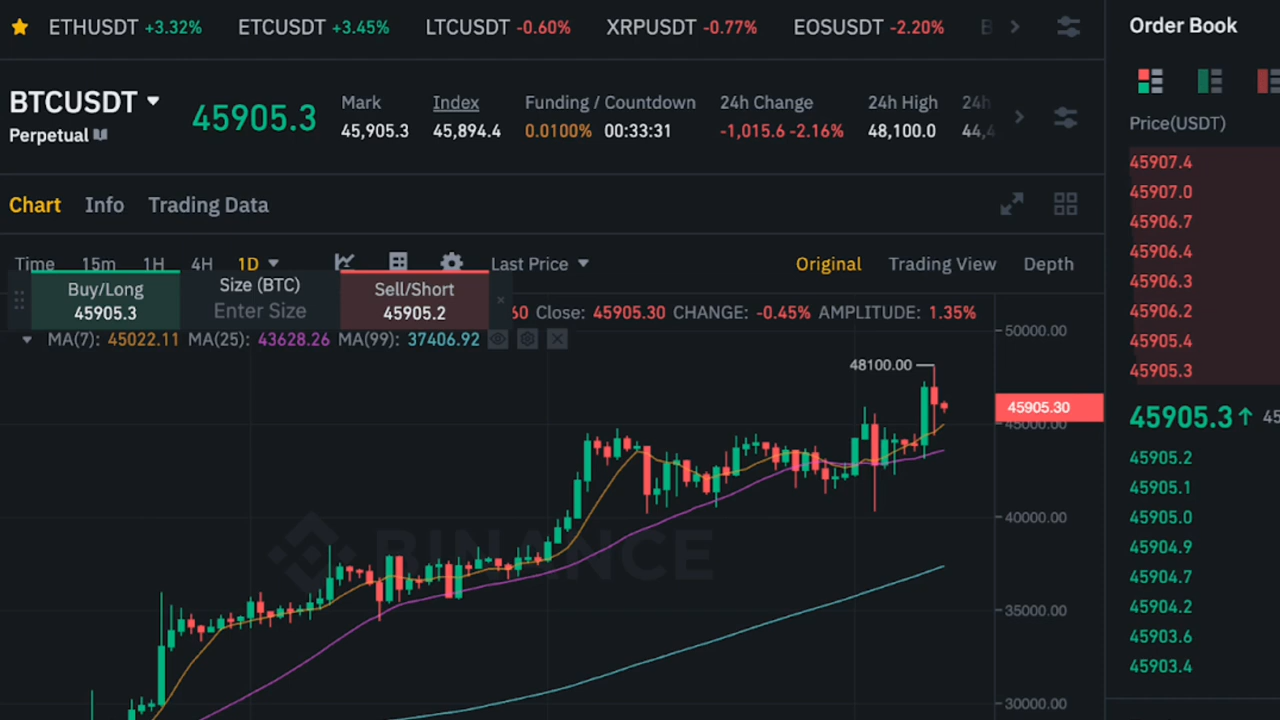 ETHUSDT +3.32% ETCUSDT +3.45% LTCUSDT -0.60% XRPUSDT -0.77% EOSUSDT -2.20%
BTCUSDT
Perpetual
45905.3
Mark Index Funding / Countdown 24h Change 24h High 24h
45,905.3 45,894.4 0.0100% 00:33:31 -1,015.6 -2.16% 48,100.0 44,4
Chart Info Trading Data
Time 15m 1H 4H 1D Last Price Original Trading View Depth
Buy/Long Size (BTC) Sell/Short
45905.3 Enter Size 45905.2
60 Close: 45905.30 CHANGE: -0.45% AMPLITUDE: 1.35%
MA(7): 45022.11 MA(25): 43628.26 MA(99): 37406.92
50000.00
48100.00
45905.30
45000.00
40000.00
BINANCE
35000.00
30000.00
Order Book
Price(USDT)
45907.4
45907.0
45906.7
45906.4
45906.3
45906.2
45905.4
45905.3
45905.3↑ 45
45905.2
45905.1
45905.0
45904.9
45904.7
45904.2
45903.6
45903.4